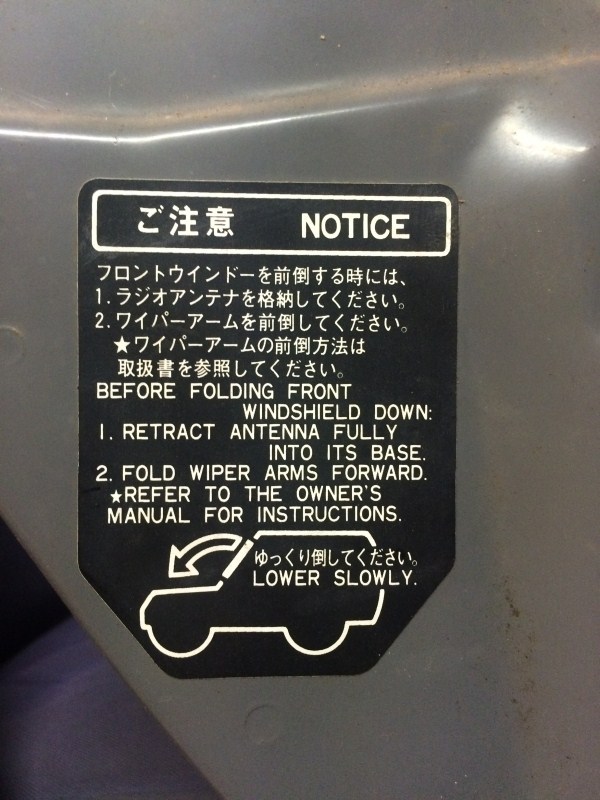 ご注意 NOTICE
フロントウインドーを前倒する時には、
1. ラジオアンテナを格納してください。
2. ワイパーアームを前倒してください。
★ワイパーアームの前倒方法は
取扱書を参照してください。
BEFORE FOLDING FRONT
WINDSHIELD DOWN:
1. RETRACT ANTENNA FULLY
INTO ITS BASE.
2. FOLD WIPER ARMS FORWARD.
★REFER TO THE OWNER'S
MANUAL FOR INSTRUCTIONS.
ゆっくり倒してください。
LOWER SLOWLY.